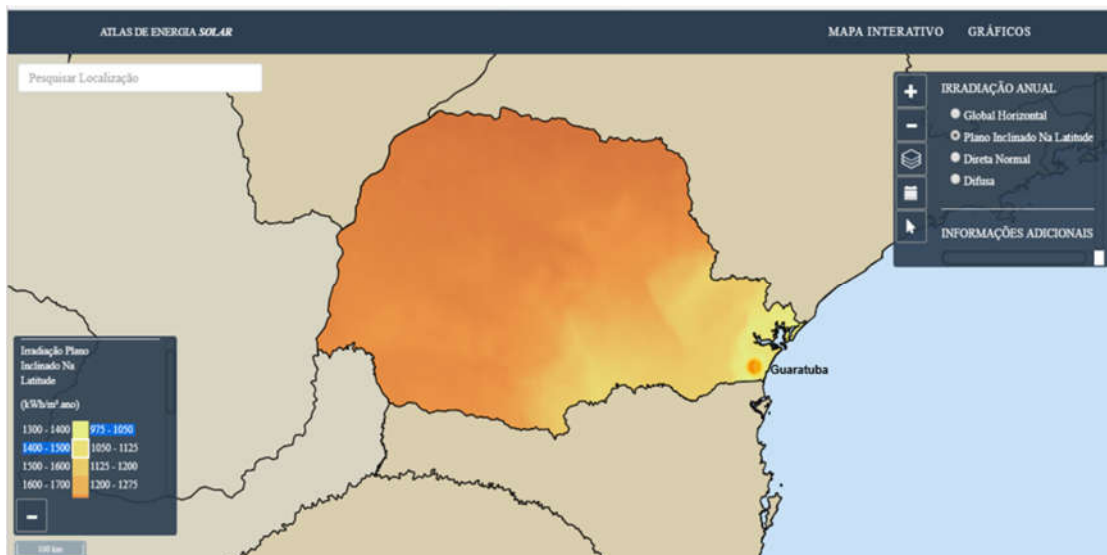 ATLAS DE ENERGIA SOLAR
MAPA INTERATIVO GRÁFICOS
Pesquisar Localização
+
IRRADIAÇÃO ANUAL
Global Horizontal
Plano Inclinado Na Latitude
Direta Normal
Difusa
INFORMAÇÕES ADICIONAIS
Guaratuba
Irradiação Plano
Inclinado Na
Latitude
(kWh/m².ano)
1300 - 1400 975 - 1050
1400 - 1500 1050 - 1125
1500 - 1600 1125 - 1200
1600 - 1700 1200 - 1275
100 km